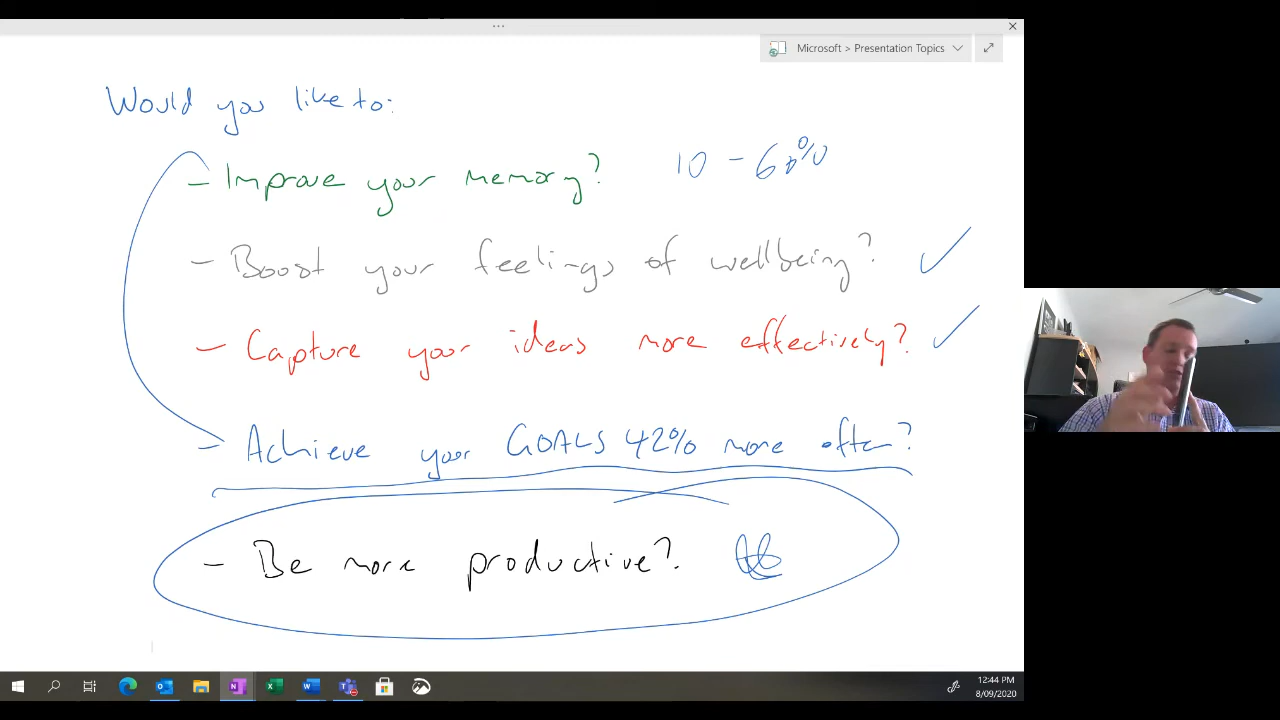 Microsoft > Presentation Topics
Would you like to:
- Improve your memory? 10 - 60%
- Boost your feelings of wellbeing? ✓
- Capture your ideas more effectively? ✓
- Achieve your GOALS 42% more often?
- Be more productive?
12:44 PM
8/09/2020